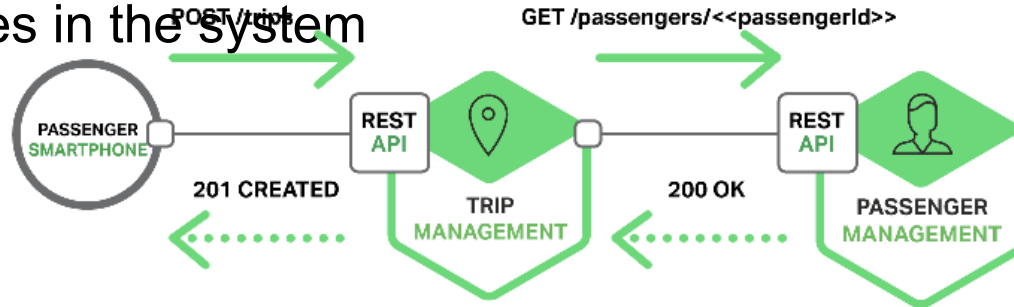 es in the system
POST /trips
GET /passengers/<<passengerId>>
PASSENGER
SMARTPHONE
REST
API
REST
API
201 CREATED
200 OK
TRIP
MANAGEMENT
PASSENGER
MANAGEMENT